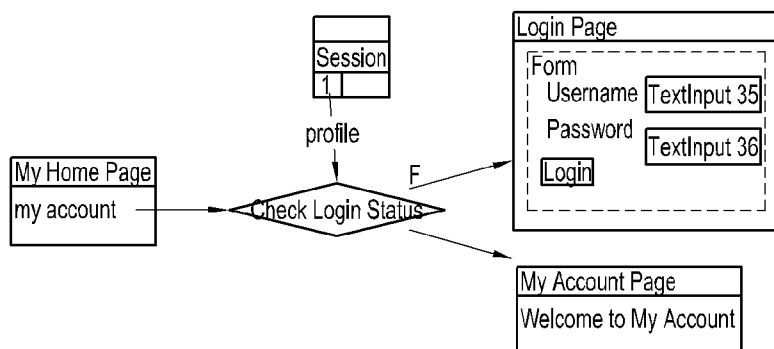 Session
1
profile
My Home Page
my account
Check Login Status
F
Login Page
Form
Username TextInput 35
Password TextInput 36
Login
My Account Page
Welcome to My Account